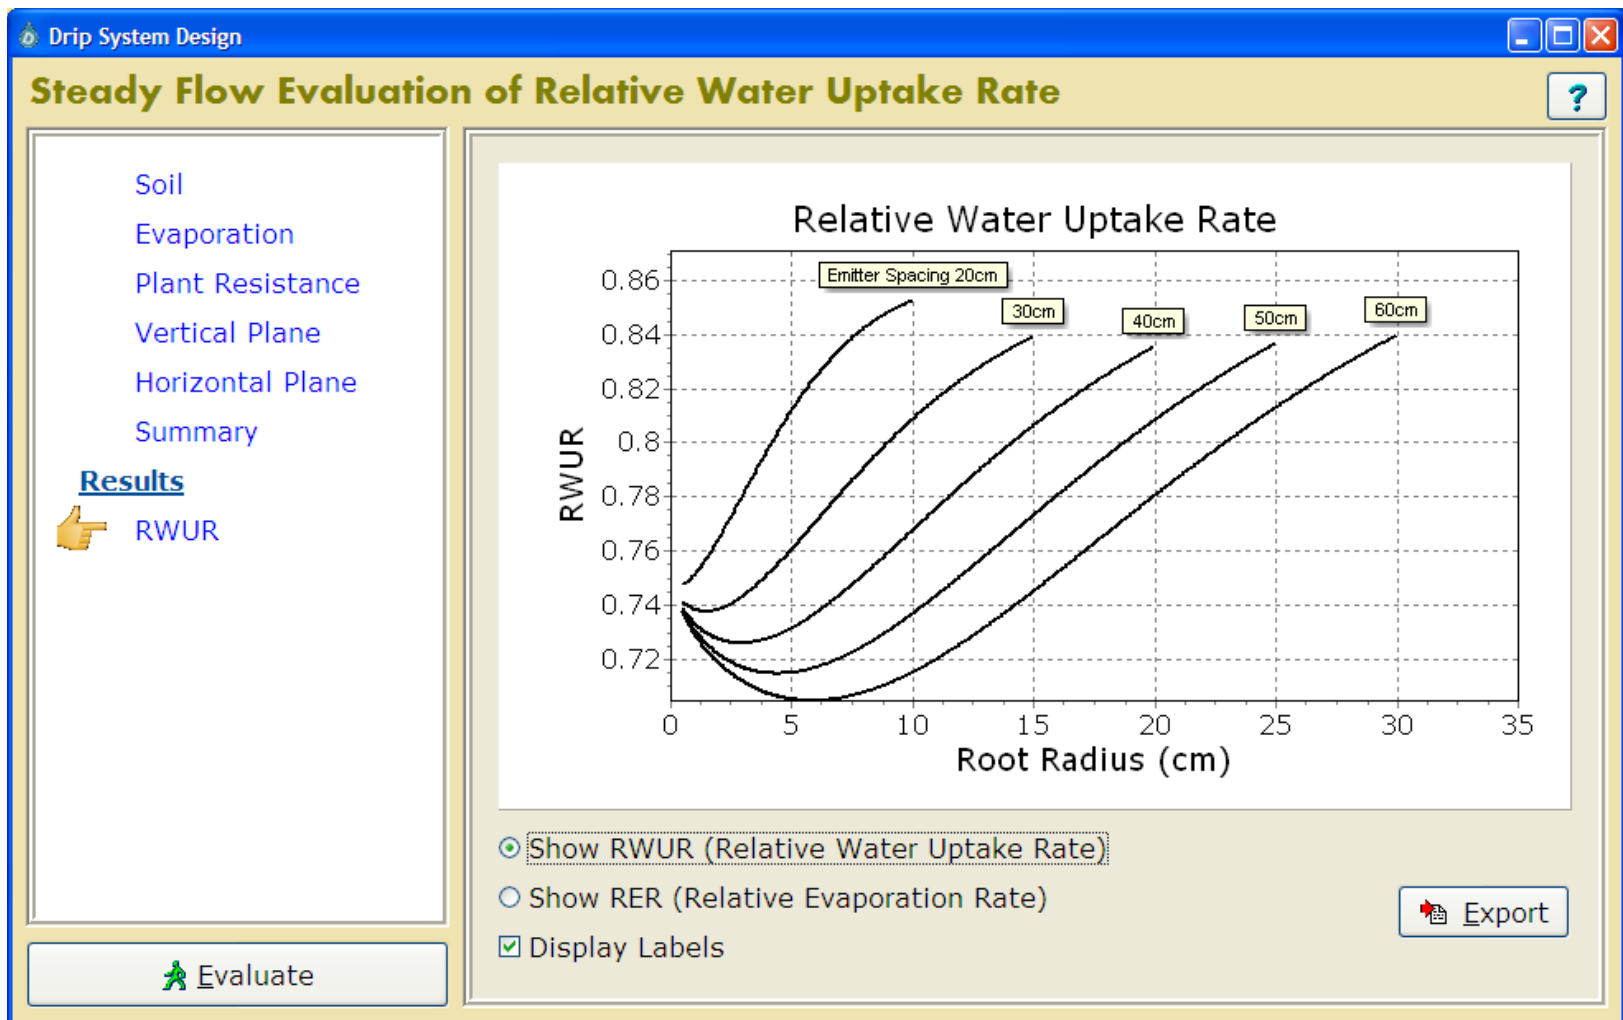 Drip System Design
Steady Flow Evaluation of Relative Water Uptake Rate
?
Soil
Evaporation
Plant Resistance
Vertical Plane
Horizontal Plane
Summary
Results
RWUR
Evaluate
Relative Water Uptake Rate
Emitter Spacing 20cm
30cm
40cm
50cm
60cm
RWUR
0.86
0.84
0.82
0.8
0.78
0.76
0.74
0.72
0 5 10 15 20 25 30 35
Root Radius (cm)
Show RWUR (Relative Water Uptake Rate)
Show RER (Relative Evaporation Rate)
Display Labels
Export